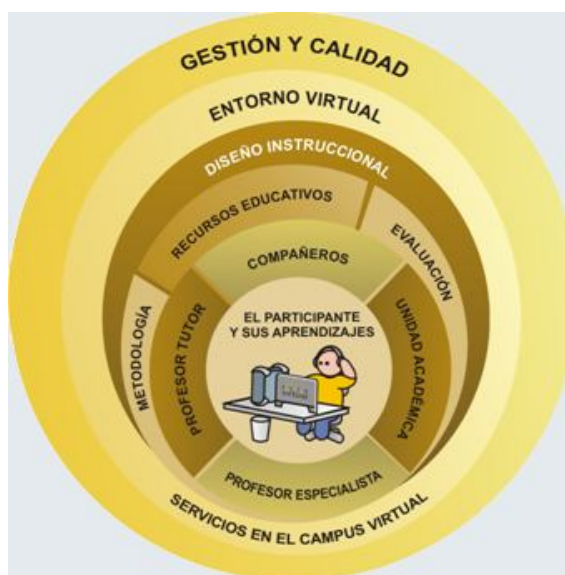 GESTIÓN Y CALIDAD
ENTORNO VIRTUAL
DISEÑO INSTRUCCIONAL
RECURSOS EDUCATIVOS
EVALUACIÓN
METODOLOGÍA
COMPAÑEROS
PROFESOR TUTOR
UNIDAD ACADÉMICA
EL PARTICIPANTE
Y SUS APRENDIZAJES
PROFESOR ESPECIALISTA
SERVICIOS EN EL CAMPUS VIRTUAL